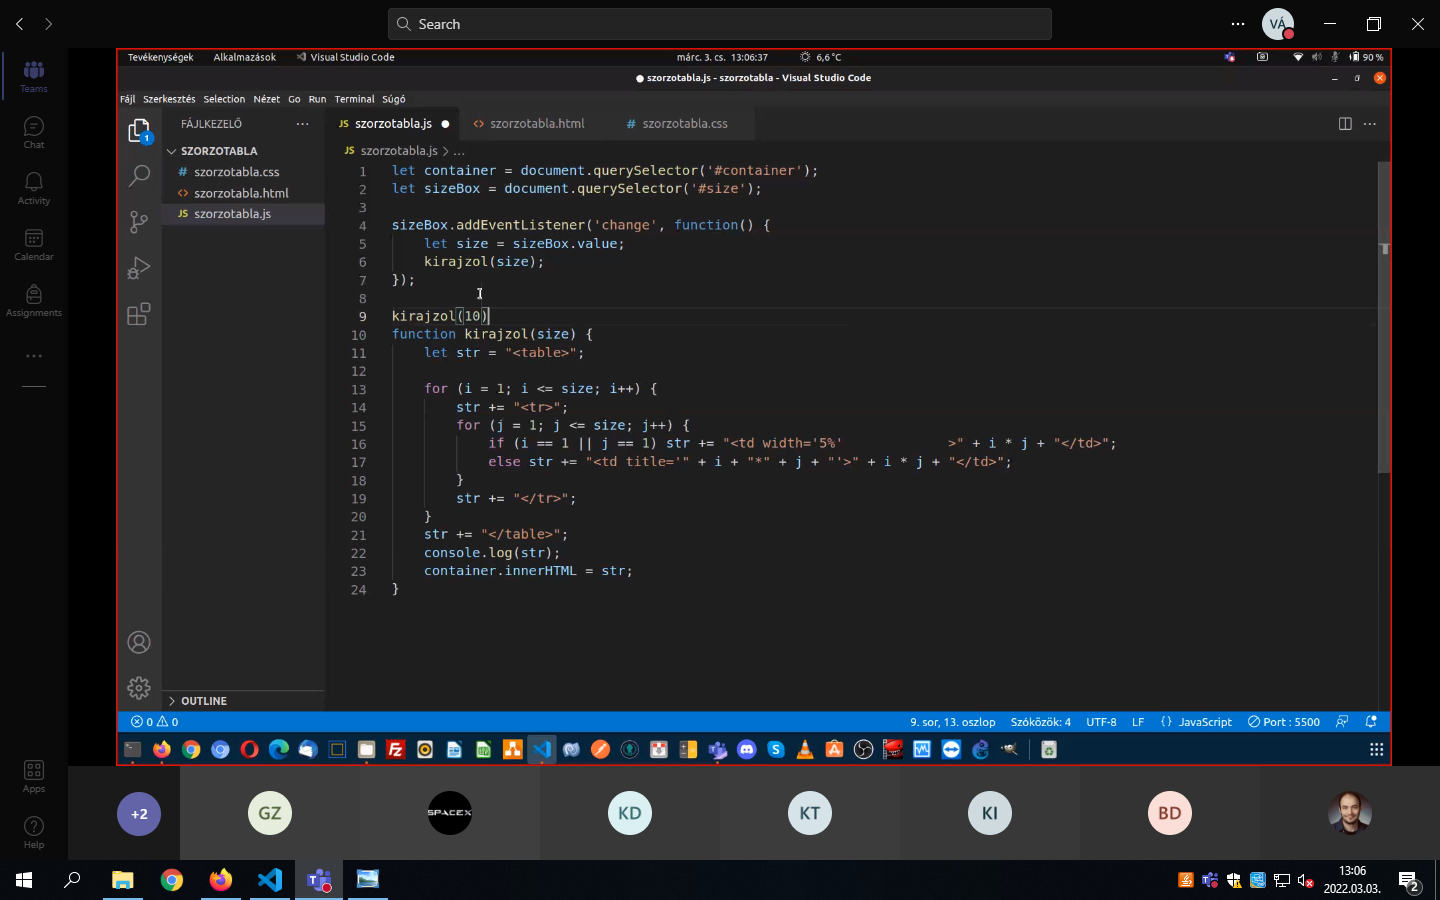 Search
VÁ
Teams
Chat
Activity
Calendar
Assignments
Apps
Help
Tevékenységek Alkalmazások Visual Studio Code márc. 3. cs. 13:06:37 6,6 °C 90 %
szorzotabla.js - szorzotabla - Visual Studio Code
Fájl Szerkesztés Selection Nézet Go Run Terminal Súgó
FÁJLKEZELŐ
1
SZORZOTABLA
# szorzotabla.css
<> szorzotabla.html
JS szorzotabla.js
OUTLINE
JS szorzotabla.js <> szorzotabla.html # szorzotabla.css
JS szorzotabla.js > ...
1 let container = document.querySelector('#container');
2 let sizeBox = document.querySelector('#size');
3
4 sizeBox.addEventListener('change', function() {
5 let size = sizeBox.value;
6 kirajzol(size);
7 });
8
9 kirajzol(10)
10 function kirajzol(size) {
11 let str = "<table>";
12
13 for (i = 1; i <= size; i++) {
14 str += "<tr>";
15 for (j = 1; j <= size; j++) {
16 if (i == 1 || j == 1) str += "<td width='5%' >" + i * j + "</td>";
17 else str += "<td title='" + i + "*" + j + "'>" + i * j + "</td>";
18 }
19 str += "</tr>";
20 }
21 str += "</table>";
22 console.log(str);
23 container.innerHTML = str;
24 }
0 0 9. sor, 13. oszlop Szóközök: 4 UTF-8 LF {} JavaScript Port : 5500
+2 GZ SPACEX KD KT KI BD
13:06
2022.03.03.
2